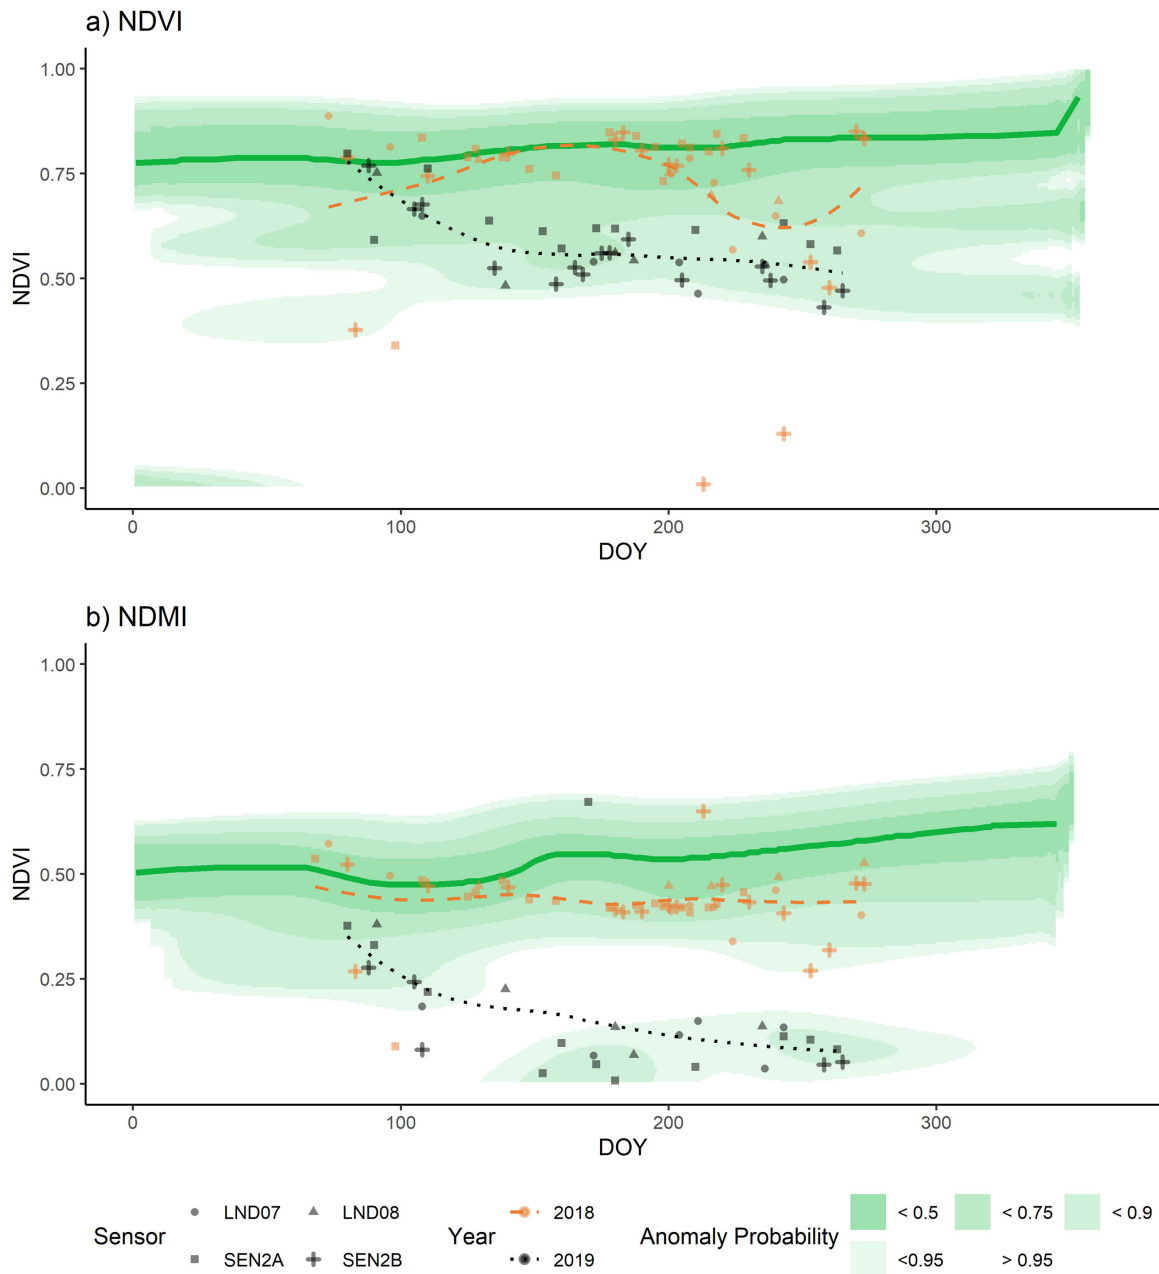 a) NDVI
1.00
0.75
0.50
0.25
0.00
NDVI
0 100 200 300
DOY
b) NDMI
1.00
0.75
0.50
0.25
0.00
NDVI
0 100 200 300
DOY
Sensor LND07 LND08 SEN2A SEN2B
Year 2018 2019
Anomaly Probability < 0.5 < 0.75 < 0.9
<0.95 > 0.95